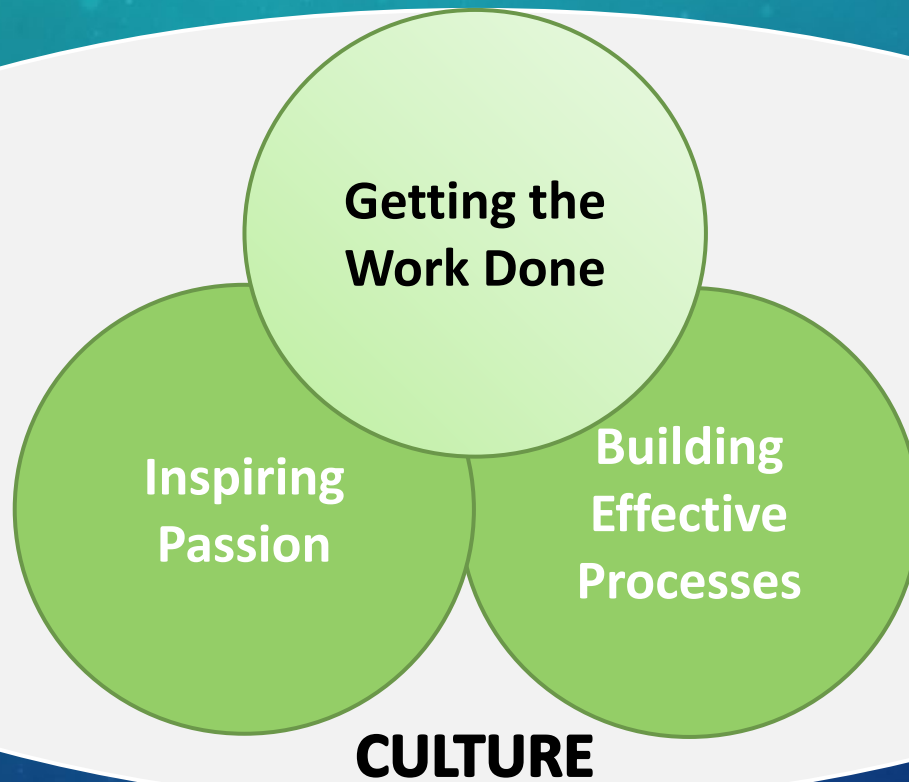 Getting the
Work Done
Inspiring
Passion
Building
Effective
Processes
CULTURE